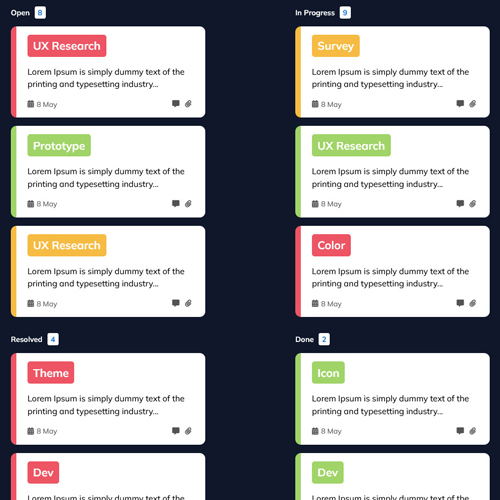 Open 8
UX Research
Lorem Ipsum is simply dummy text of the
printing and typesetting industry...
8 May
Prototype
Lorem Ipsum is simply dummy text of the
printing and typesetting industry...
8 May
UX Research
Lorem Ipsum is simply dummy text of the
printing and typesetting industry...
8 May
In Progress 9
Survey
Lorem Ipsum is simply dummy text of the
printing and typesetting industry...
8 May
UX Research
Lorem Ipsum is simply dummy text of the
printing and typesetting industry...
8 May
Color
Lorem Ipsum is simply dummy text of the
printing and typesetting industry...
8 May
Resolved 4
Theme
Lorem Ipsum is simply dummy text of the
printing and typesetting industry...
8 May
Dev
Lorem Ipsum is simply dummy text of the
Done 2
Icon
Lorem Ipsum is simply dummy text of the
printing and typesetting industry...
8 May
Dev
Lorem Ipsum is simply dummy text of the